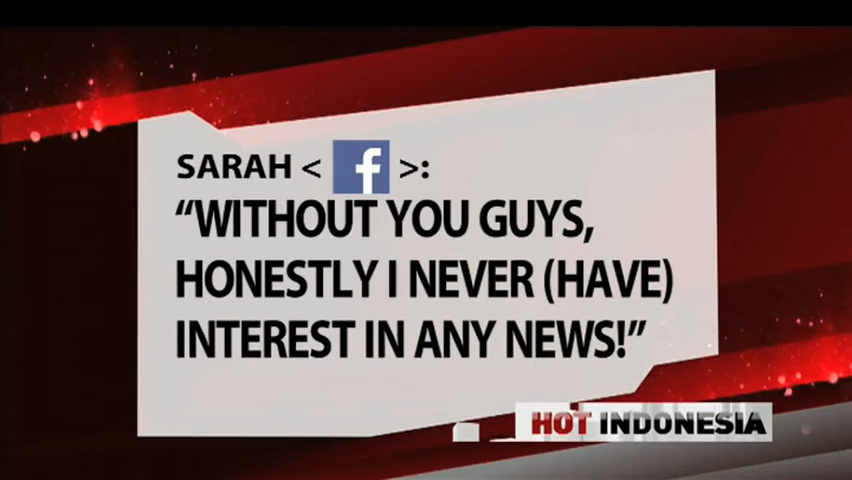 SARAH < f >:
“WITHOUT YOU GUYS,
HONESTLY I NEVER (HAVE)
INTEREST IN ANY NEWS!”
HOT INDONESIA